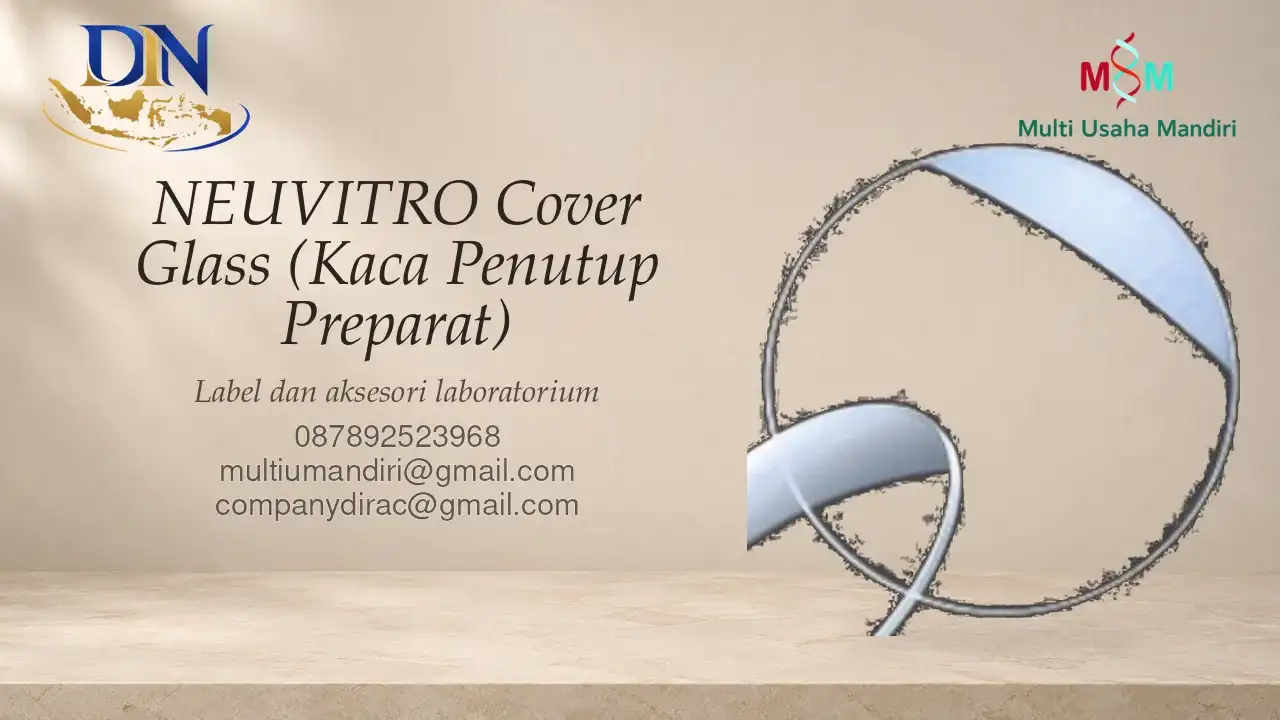 DN
M M
Multi Usaha Mandiri
NEUVITRO Cover
Glass (Kaca Penutup
Preparat)
Label dan aksesori laboratorium
087892523968
multiumandiri@gmail.com
companydirac@gmail.com